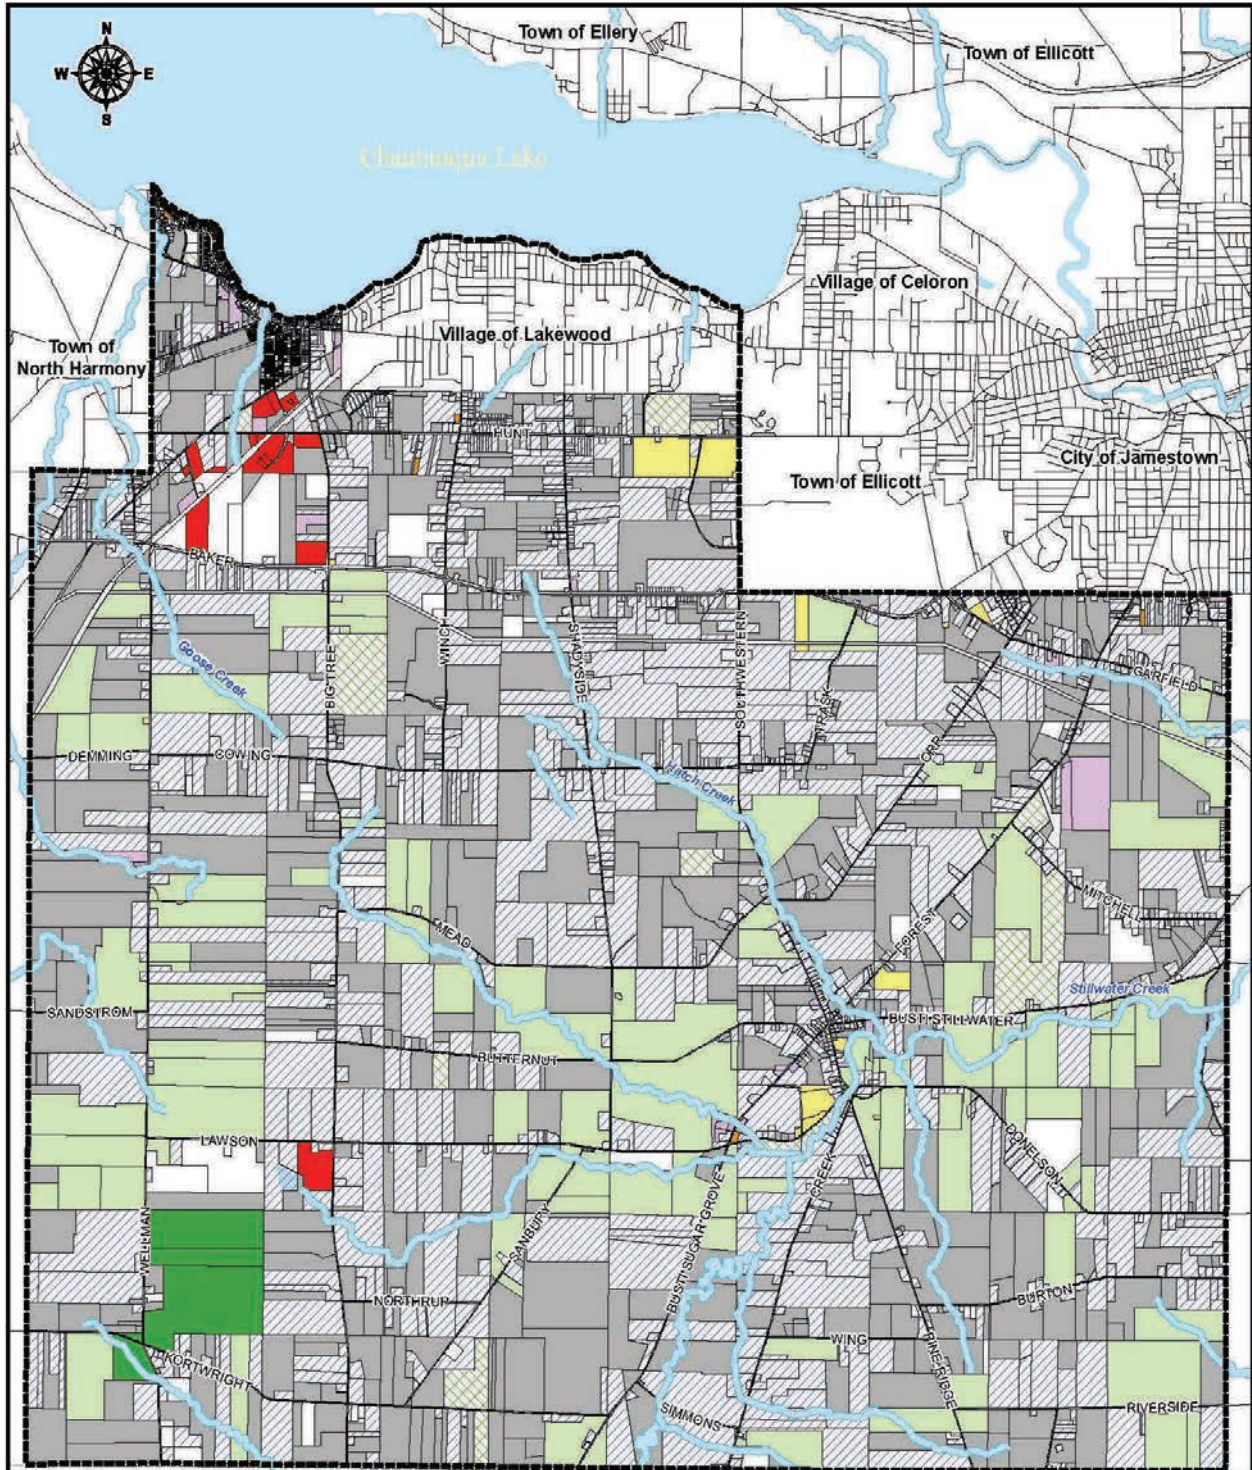 N
W E
S
Town of Ellery
Town of Ellicott
Chautauqua Lake
Village of Celoron
Village of Lakewood
Town of
North Harmony
HUNT
City of Jamestown
Town of Ellicott
BAKER
WINCH
SHADYSIDE
BIG TREE
SOUTHWESTERN
TRASK
GARFIELD
Goose Creek
ORR
DEMMING
COWING
Hatch Creek
MITCHELL
MEAD
FOREST
Stillwater Creek
SANDSTROM
BUSTI STILLWATER
BUTTERNUT
LAWSON
DONELSON
CREEK
BUSTI SUGAR GROVE
SANBURY
WELLMAN
NORTHRUP
BURTON
WING
PINE RIDGE
KORTWRIGHT
SIMMONS
RIVERSIDE